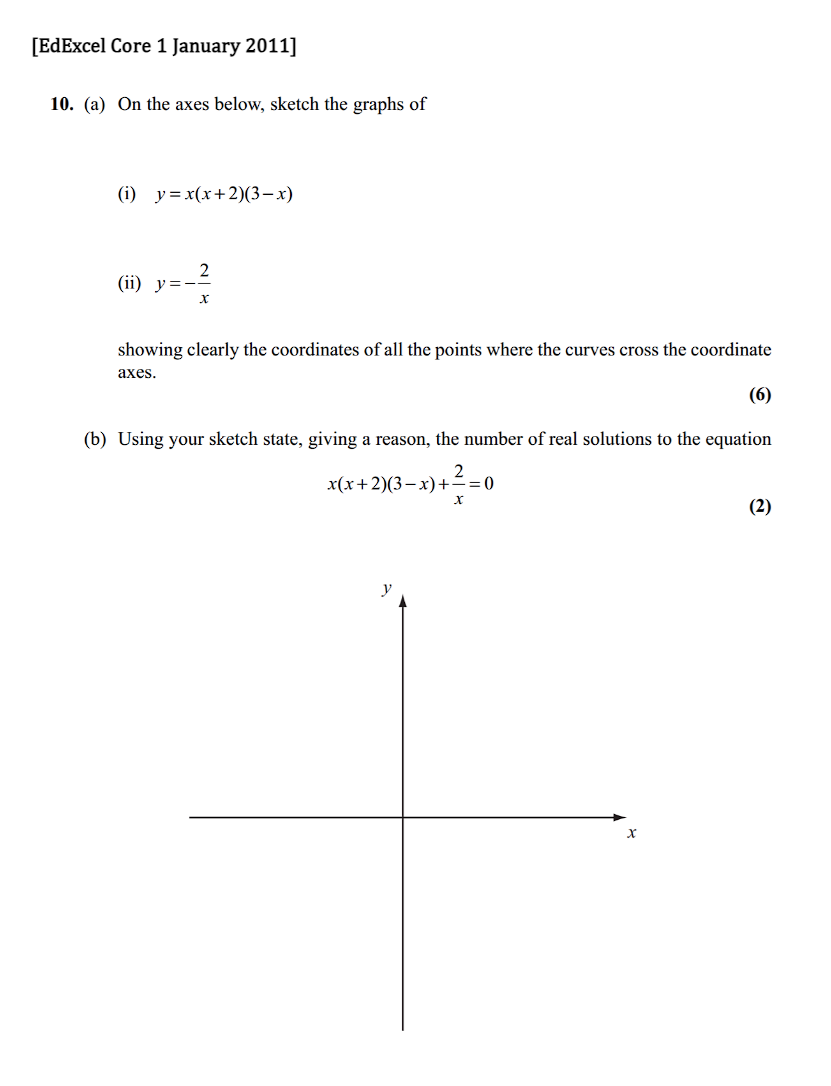 [EdExcel Core 1 January 2011]
10. (a) On the axes below, sketch the graphs of
(i) y = x(x + 2)(3 − x)
(ii) y = −2/x
showing clearly the coordinates of all the points where the curves cross the coordinate
axes.
(6)
(b) Using your sketch state, giving a reason, the number of real solutions to the equation
x(x + 2)(3 − x) + 2/x = 0
(2)
y
x